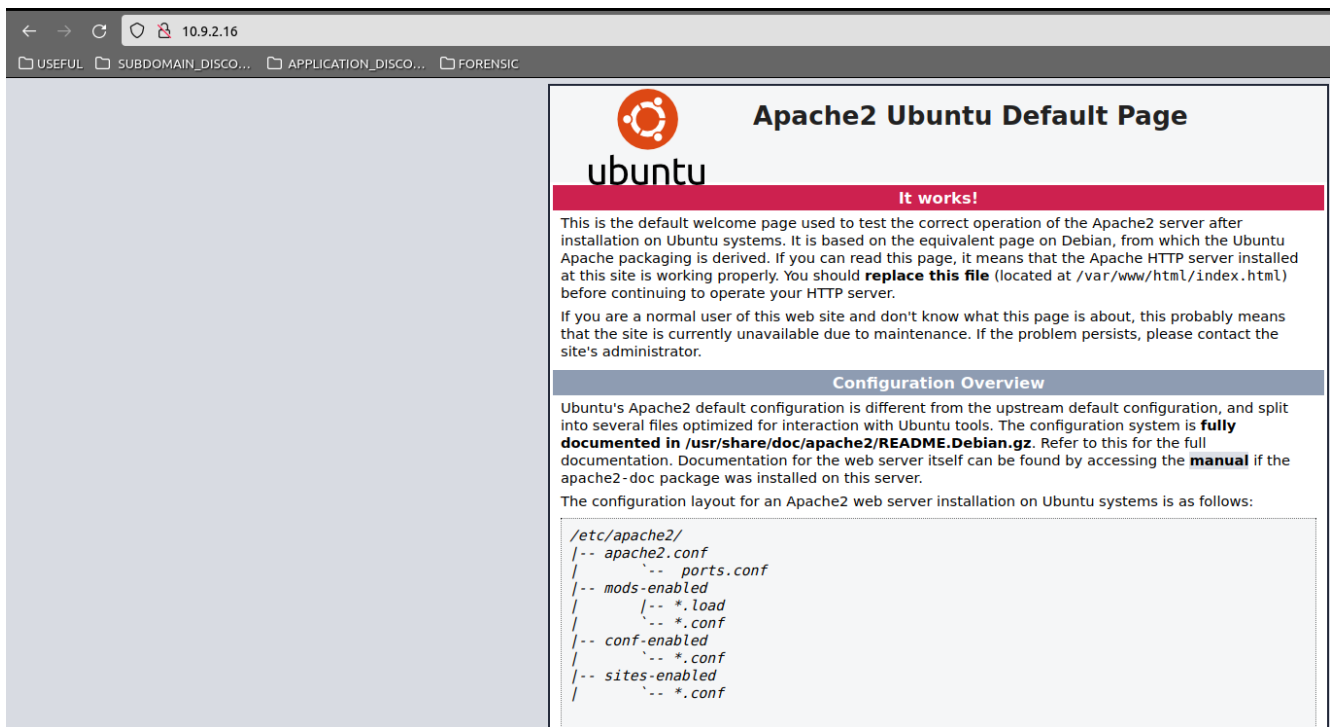 10.9.2.16
USEFUL SUBDOMAIN_DISCO... APPLICATION_DISCO... FORENSIC
ubuntu
Apache2 Ubuntu Default Page
It works!
This is the default welcome page used to test the correct operation of the Apache2 server after
installation on Ubuntu systems. It is based on the equivalent page on Debian, from which the Ubuntu
Apache packaging is derived. If you can read this page, it means that the Apache HTTP server installed
at this site is working properly. You should replace this file (located at /var/www/html/index.html)
before continuing to operate your HTTP server.
If you are a normal user of this web site and don't know what this page is about, this probably means
that the site is currently unavailable due to maintenance. If the problem persists, please contact the
site's administrator.
Configuration Overview
Ubuntu's Apache2 default configuration is different from the upstream default configuration, and split
into several files optimized for interaction with Ubuntu tools. The configuration system is fully
documented in /usr/share/doc/apache2/README.Debian.gz. Refer to this for the full
documentation. Documentation for the web server itself can be found by accessing the manual if the
apache2-doc package was installed on this server.
The configuration layout for an Apache2 web server installation on Ubuntu systems is as follows:
/etc/apache2/
|-- apache2.conf
|       `--  ports.conf
|-- mods-enabled
|       |-- *.load
|       `-- *.conf
|-- conf-enabled
|       `-- *.conf
|-- sites-enabled
|       `-- *.conf